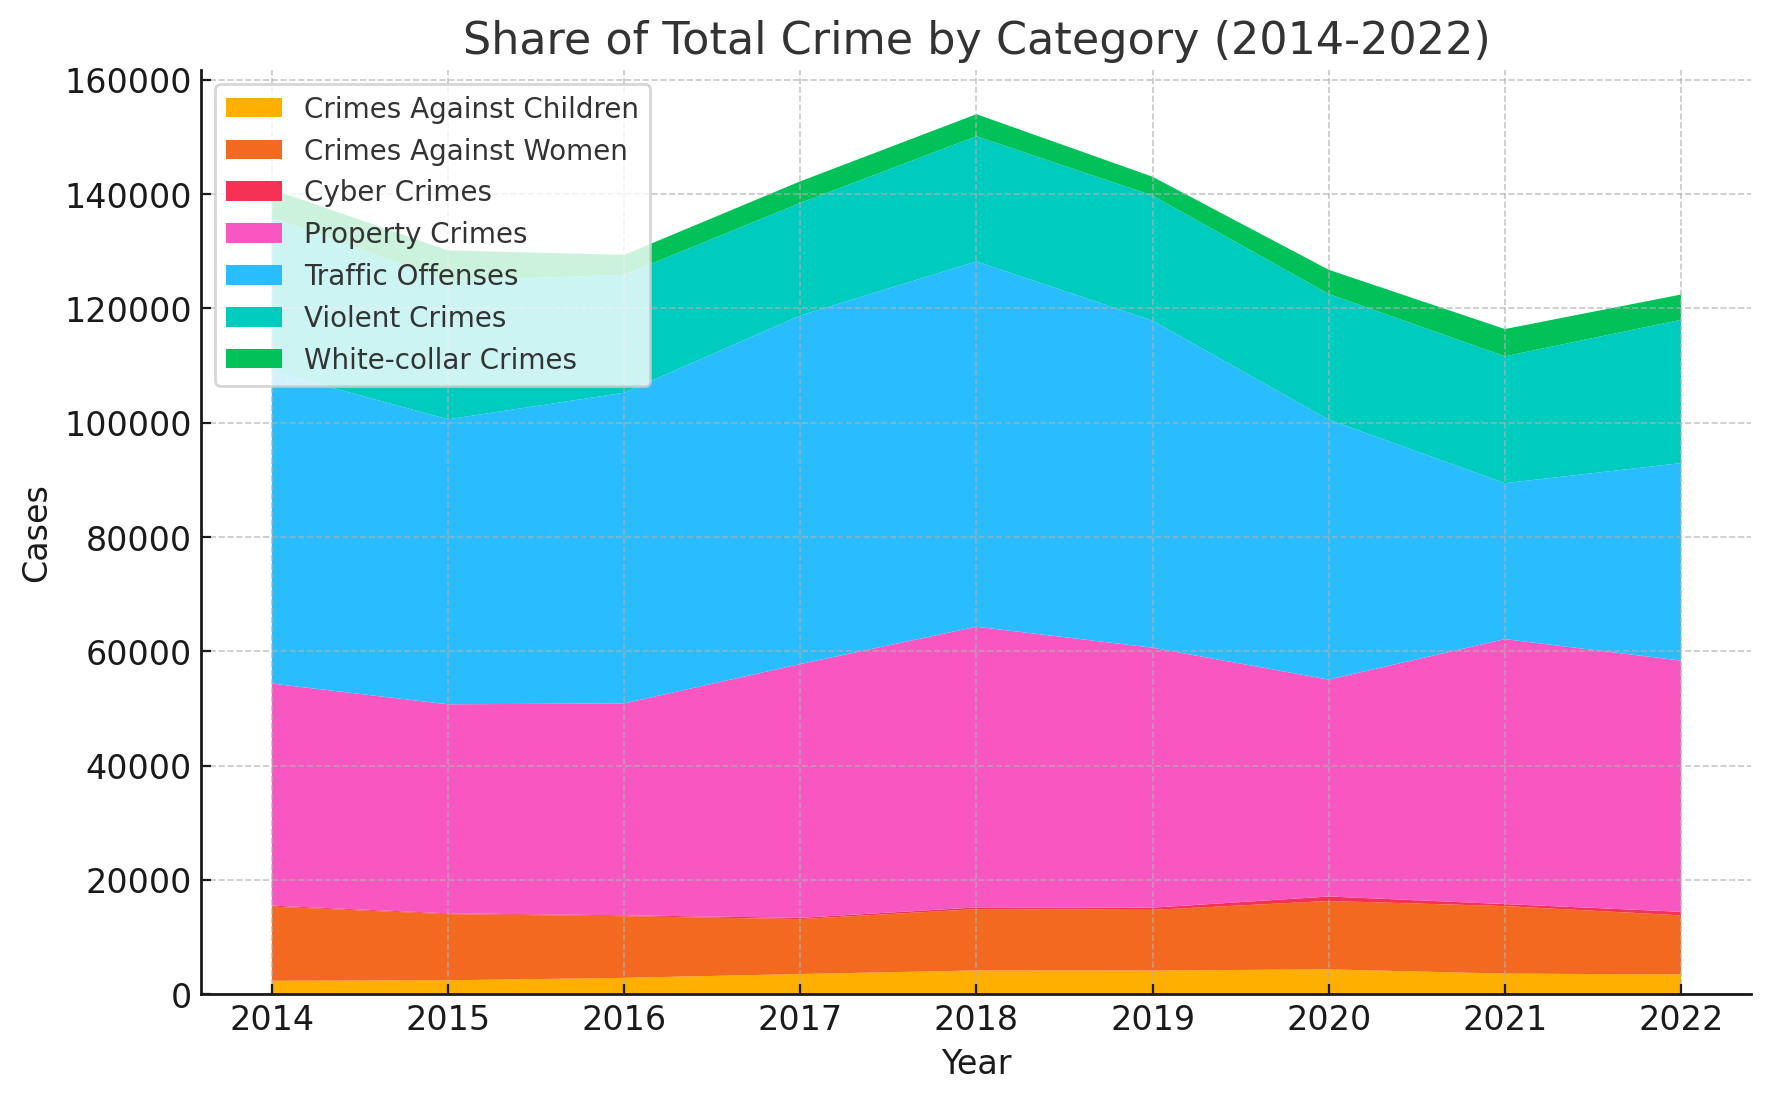 Share of Total Crime by Category (2014-2022)
160000
140000
120000
100000
80000
60000
40000
20000
0
Cases
Crimes Against Children
Crimes Against Women
Cyber Crimes
Property Crimes
Traffic Offenses
Violent Crimes
White-collar Crimes
2014 2015 2016 2017 2018 2019 2020 2021 2022
Year